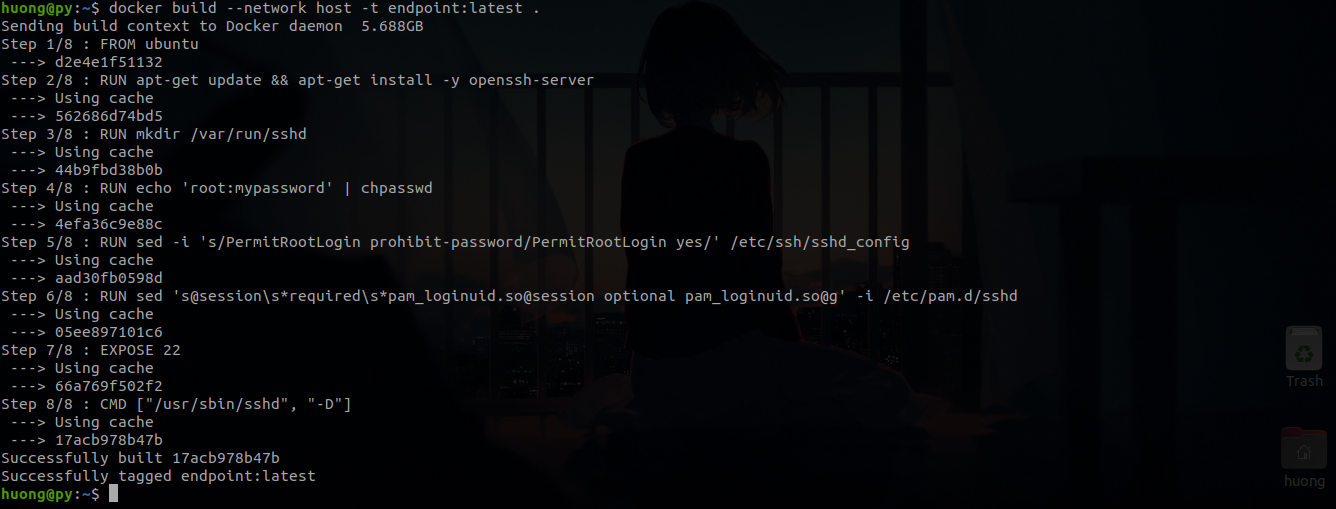 huong@py:~$ docker build --network host -t endpoint:latest .
Sending build context to Docker daemon  5.688GB
Step 1/8 : FROM ubuntu
 ---> d2e4e1f51132
Step 2/8 : RUN apt-get update && apt-get install -y openssh-server
 ---> Using cache
 ---> 562686d74bd5
Step 3/8 : RUN mkdir /var/run/sshd
 ---> Using cache
 ---> 44b9fbd38b0b
Step 4/8 : RUN echo 'root:mypassword' | chpasswd
 ---> Using cache
 ---> 4efa36c9e88c
Step 5/8 : RUN sed -i 's/PermitRootLogin prohibit-password/PermitRootLogin yes/' /etc/ssh/sshd_config
 ---> Using cache
 ---> aad30fb0598d
Step 6/8 : RUN sed 's@session\s*required\s*pam_loginuid.so@session optional pam_loginuid.so@g' -i /etc/pam.d/sshd
 ---> Using cache
 ---> 05ee897101c6
Step 7/8 : EXPOSE 22
 ---> Using cache
 ---> 66a769f502f2
Step 8/8 : CMD ["/usr/sbin/sshd", "-D"]
 ---> Using cache
 ---> 17acb978b47b
Successfully built 17acb978b47b
Successfully tagged endpoint:latest
huong@py:~$
Trash
huong